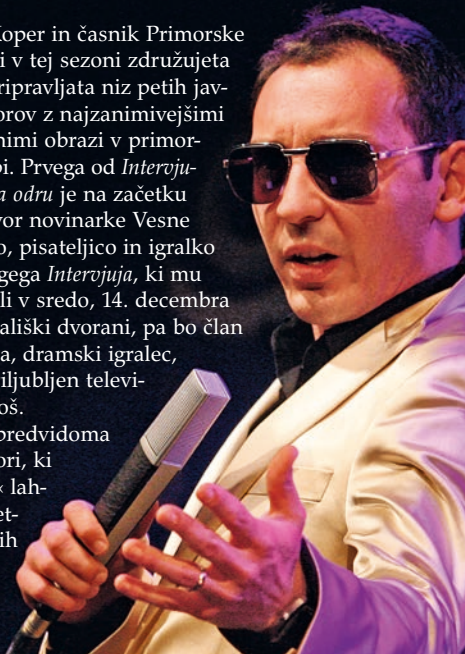 Koper in časnik Primorske
i v tej sezoni združujeta
ripravljata niz petih jav-
orov z najzanimivejšimi
nimi obrazi v primor-
bi. Prvega od Intervju-
a odru je na začetku
vor novinarke Vesne
o, pisateljico in igralko
gega Intervjuja, ki mu
li v sredo, 14. decembra
ališki dvorani, pa bo član
a, dramski igralec,
iljubljen televi-
oš.
predvidoma
ori, ki
« lah-
et-
ih